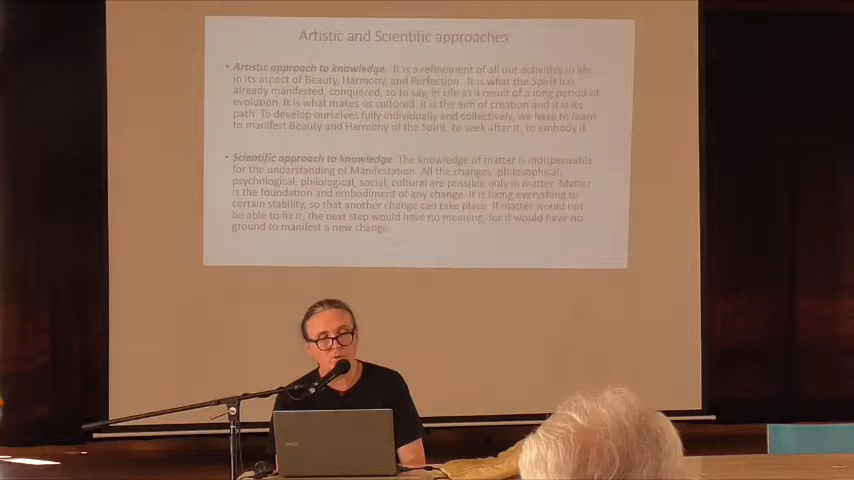 Artistic and Scientific approaches
• Artistic approach to knowledge. It is a refinement of all our activities in life
in its aspect of Beauty, Harmony, and Perfection. It is what the Spirit has
already manifested, conquered, so to say, in life as a result of a long period of
evolution. It is what makes us cultured. It is the aim of creation and it is its
path. To develop ourselves fully individually and collectively, we have to learn
to manifest Beauty and Harmony of the Spirit, to seek after it, to embody it.
• Scientific approach to knowledge. The knowledge of matter is indispensable
for the understanding of Manifestation. All the changes philosophical,
psychological, philological, social, cultural are possible only in matter. Matter
is the foundation and embodiment of any change. It is fixing everything to
certain stability, so that another change can take place. If matter would not
be able to fix it, the next step would have no meaning, for it would have no
ground to manifest a new change.